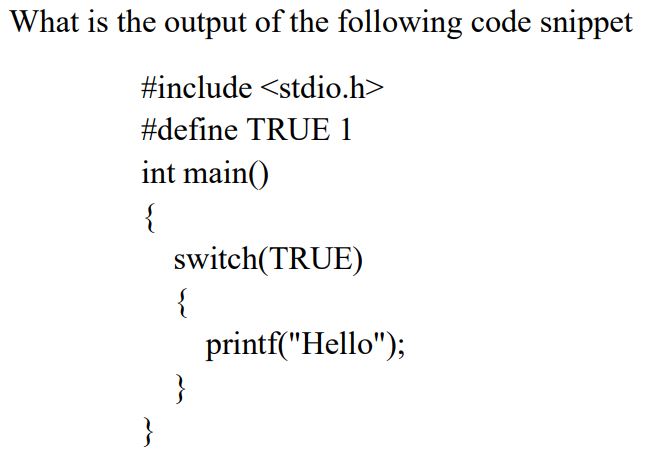 What is the output of the following code snippet
#include <stdio.h>
#define TRUE 1
int main()
{
switch(TRUE)
{
printf("Hello");
}
}